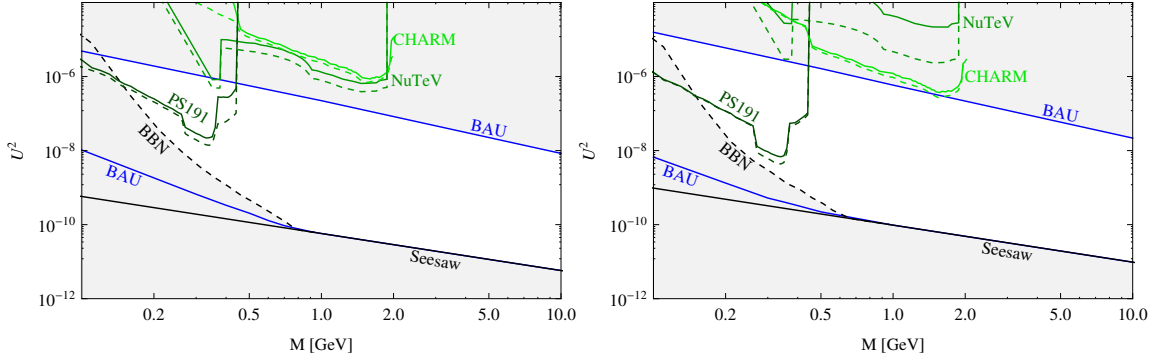 CHARM
NuTeV
PS191
BBN
BAU
BAU
Seesaw
U²
10⁻⁶
10⁻⁸
10⁻¹⁰
10⁻¹²
0.2 0.5 1.0 2.0 5.0 10.0
M [GeV]
NuTeV
CHARM
PS191
BBN
BAU
BAU
Seesaw
U²
10⁻⁶
10⁻⁸
10⁻¹⁰
10⁻¹²
0.2 0.5 1.0 2.0 5.0 10.0
M [GeV]